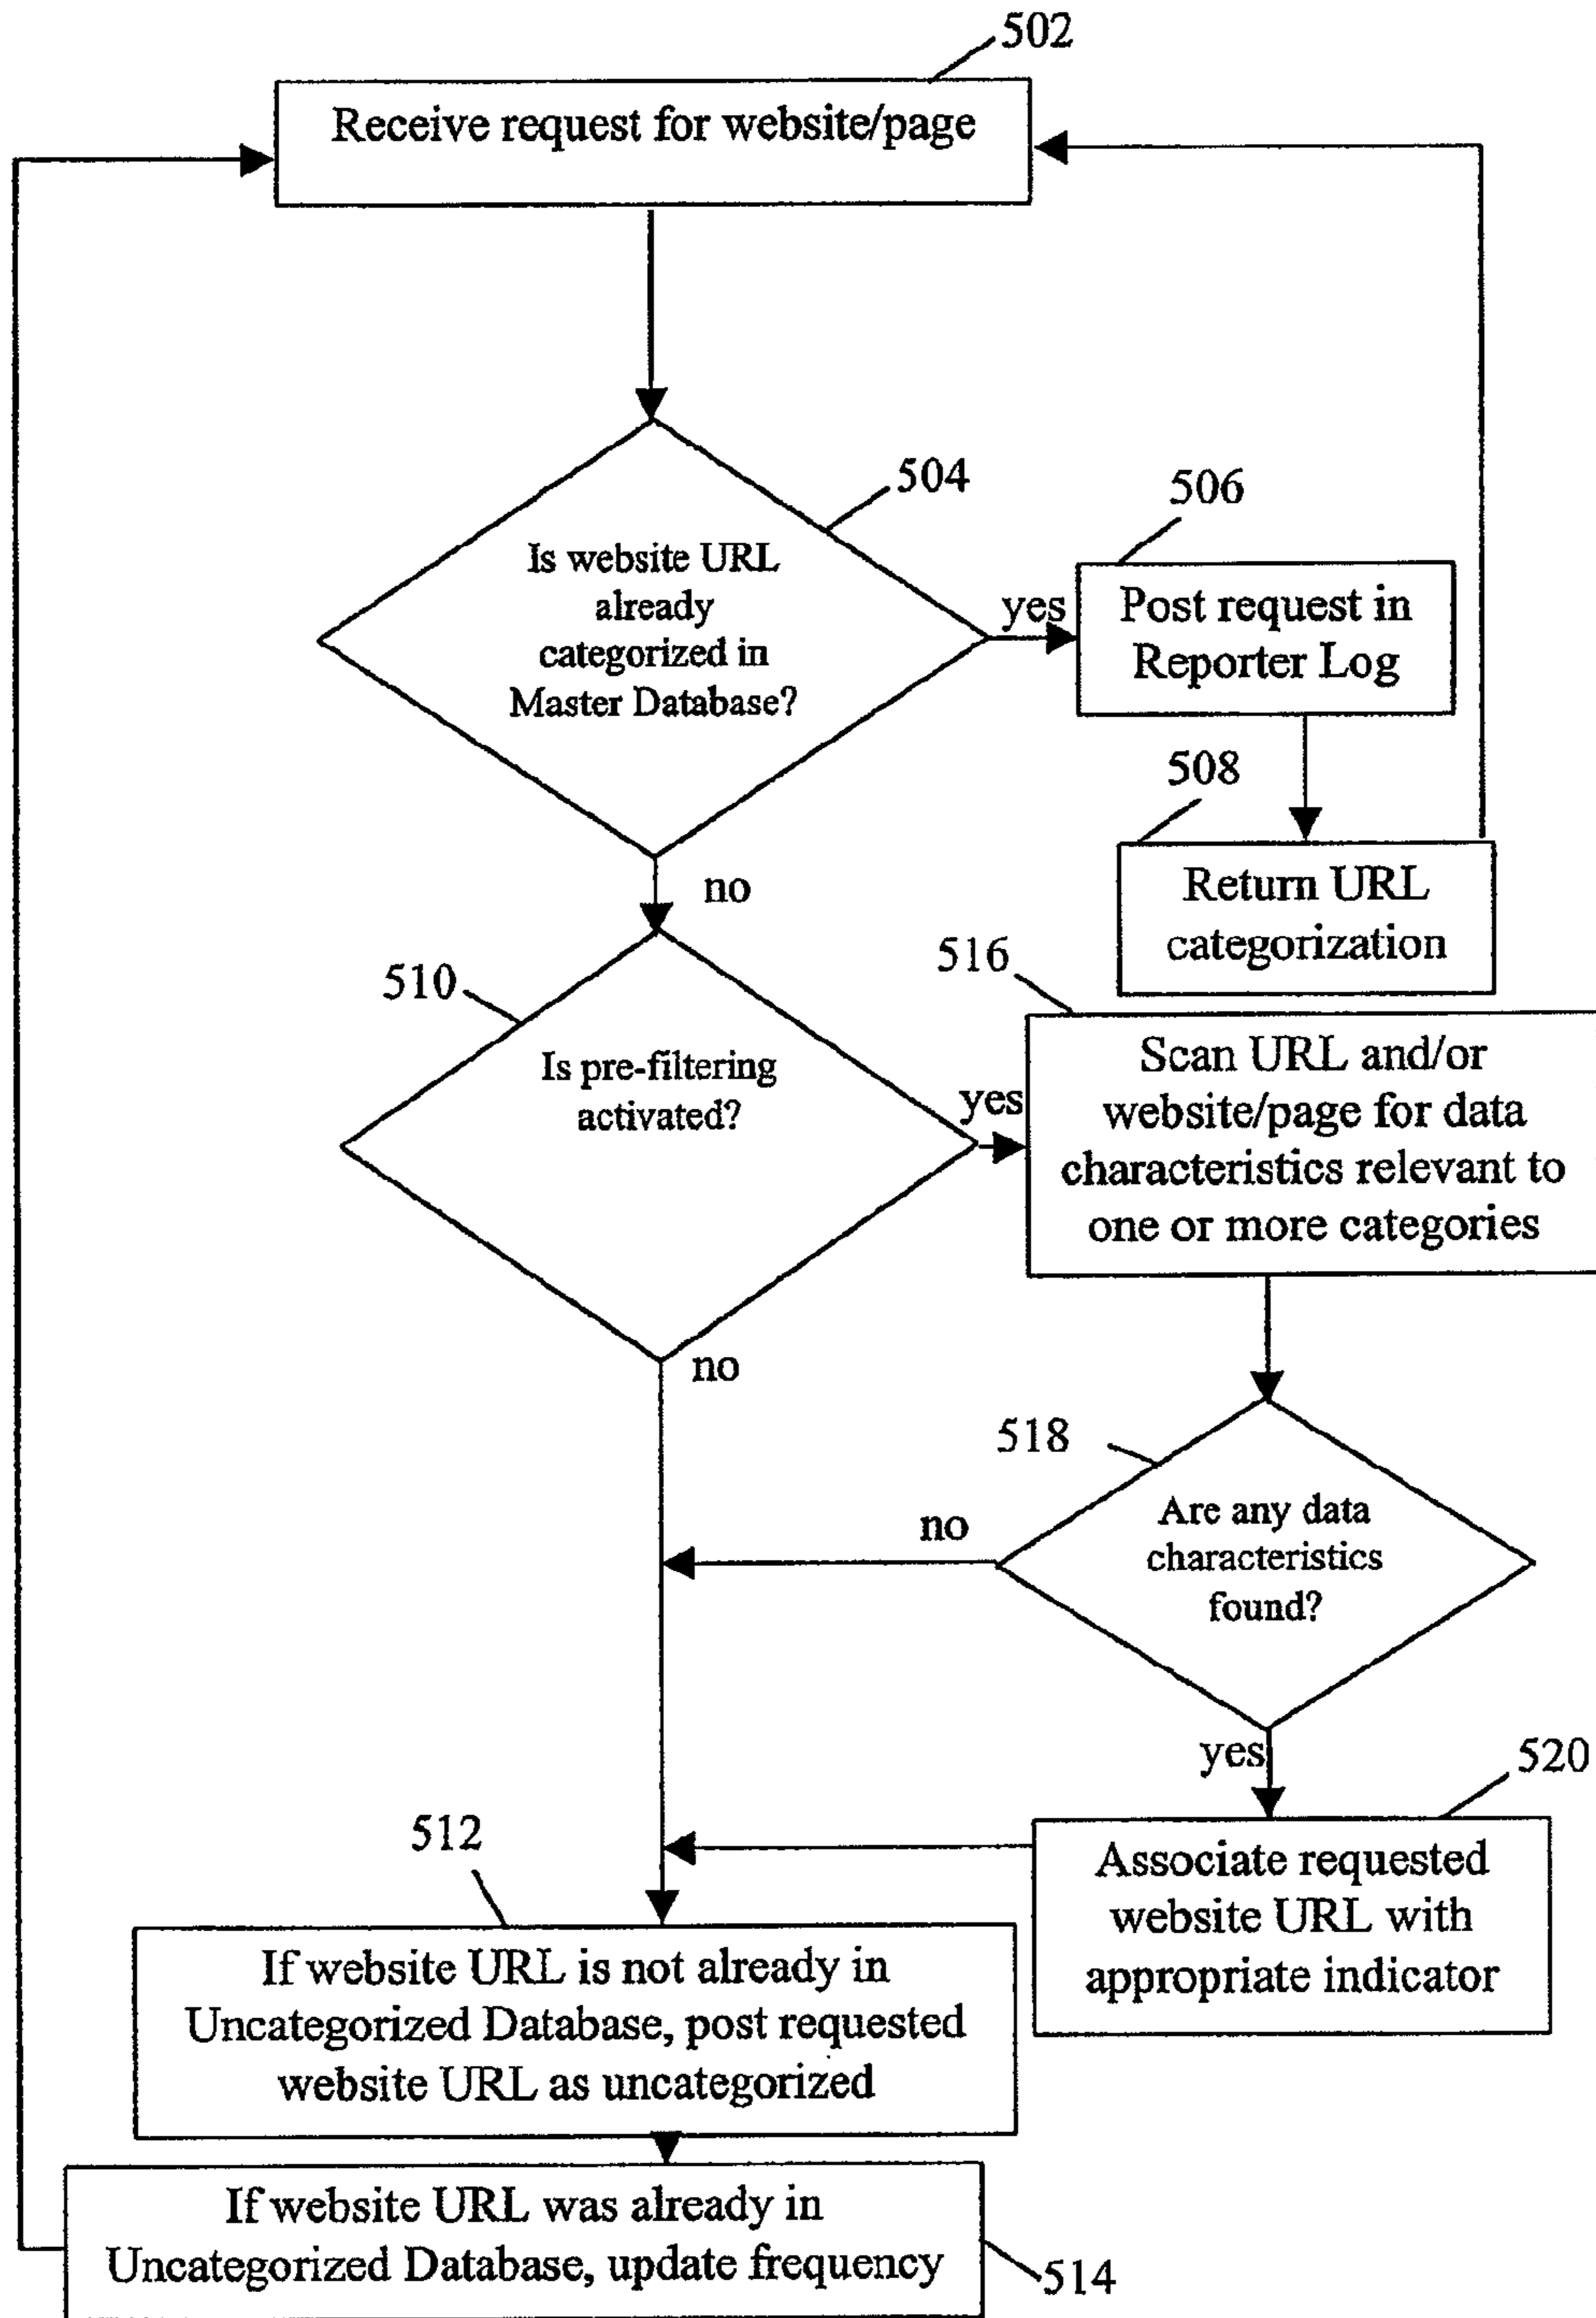 502
Receive request for website/page
504
Is website URL
already
categorized in
Master Database?
yes
506
Post request in
Reporter Log
508
Return URL
categorization
no
510
Is pre-filtering
activated?
yes
516
Scan URL and/or
website/page for data
characteristics relevant to
one or more categories
no
518
Are any data
characteristics
found?
no
yes
520
Associate requested
website URL with
appropriate indicator
512
If website URL is not already in
Uncategorized Database, post requested
website URL as uncategorized
If website URL was already in
Uncategorized Database, update frequency
514